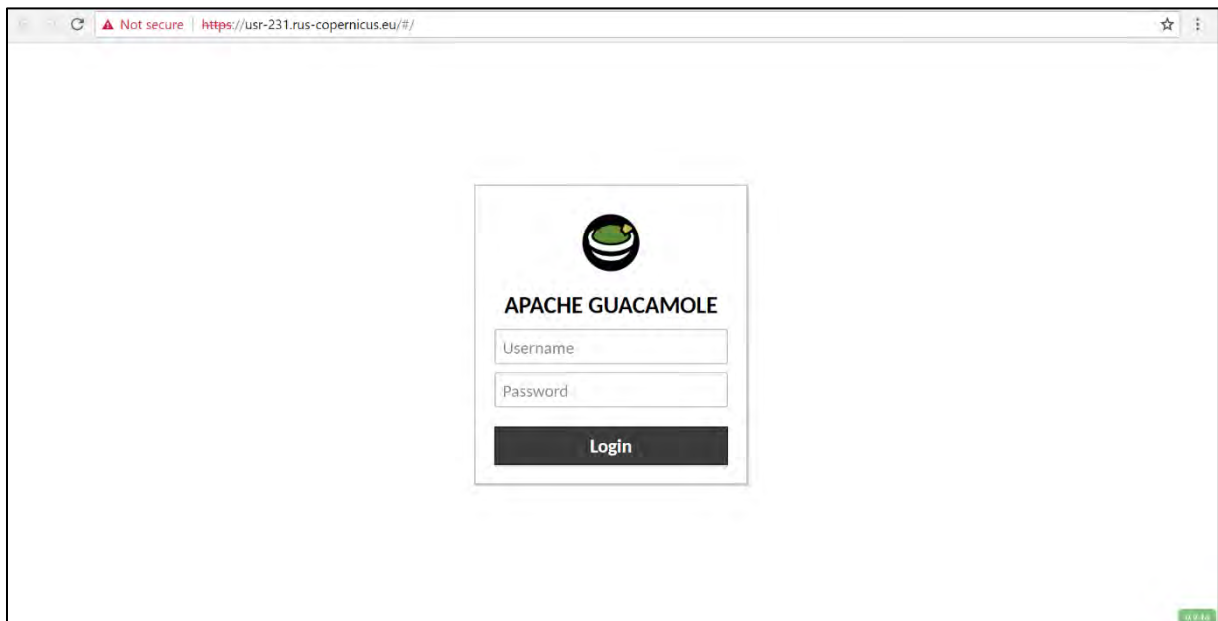 Not secure | https://usr-231.rus-copernicus.eu/#/
APACHE GUACAMOLE
Username
Password
Login